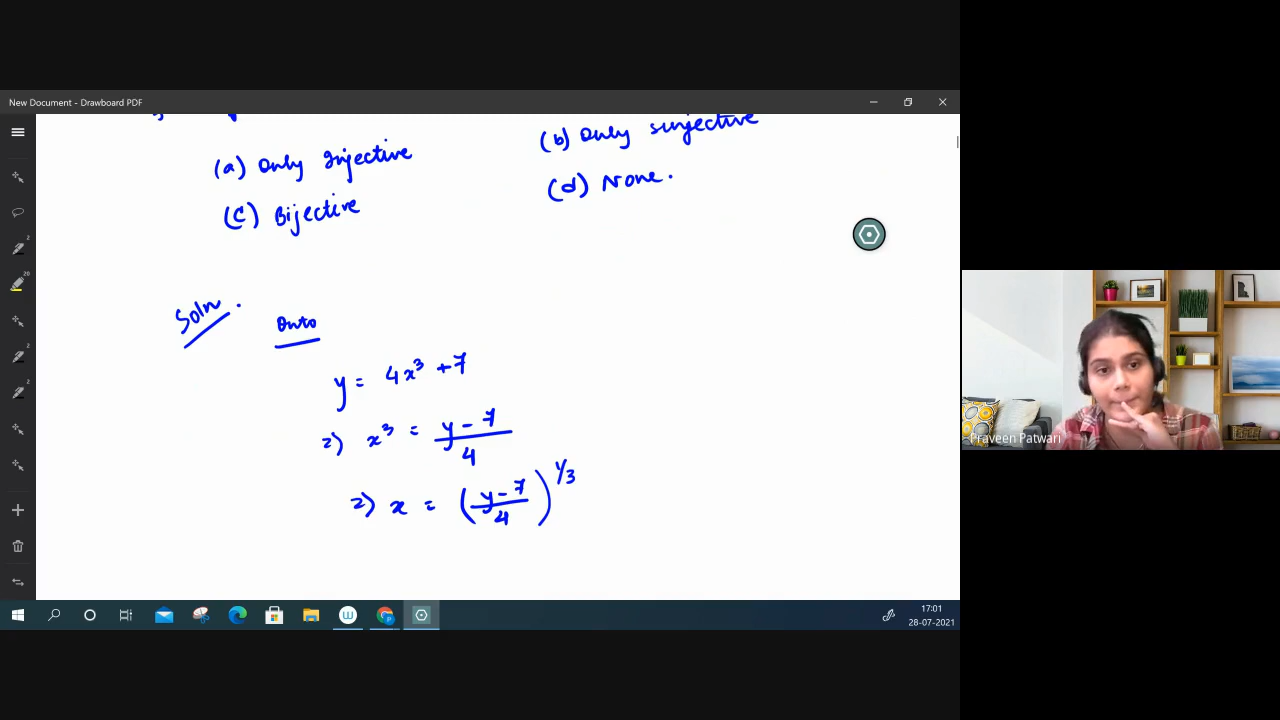 New Document - Drawboard PDF
(a) Only Injective
(b) Only surjective
(c) Bijective
(d) None.
Soln.
Onto
y = 4x³ + 7
⇒) x³ = (y - 7)/4
⇒) x = ((y - 7)/4)^1/3
Praveen Patwari
17:01
28-07-2021